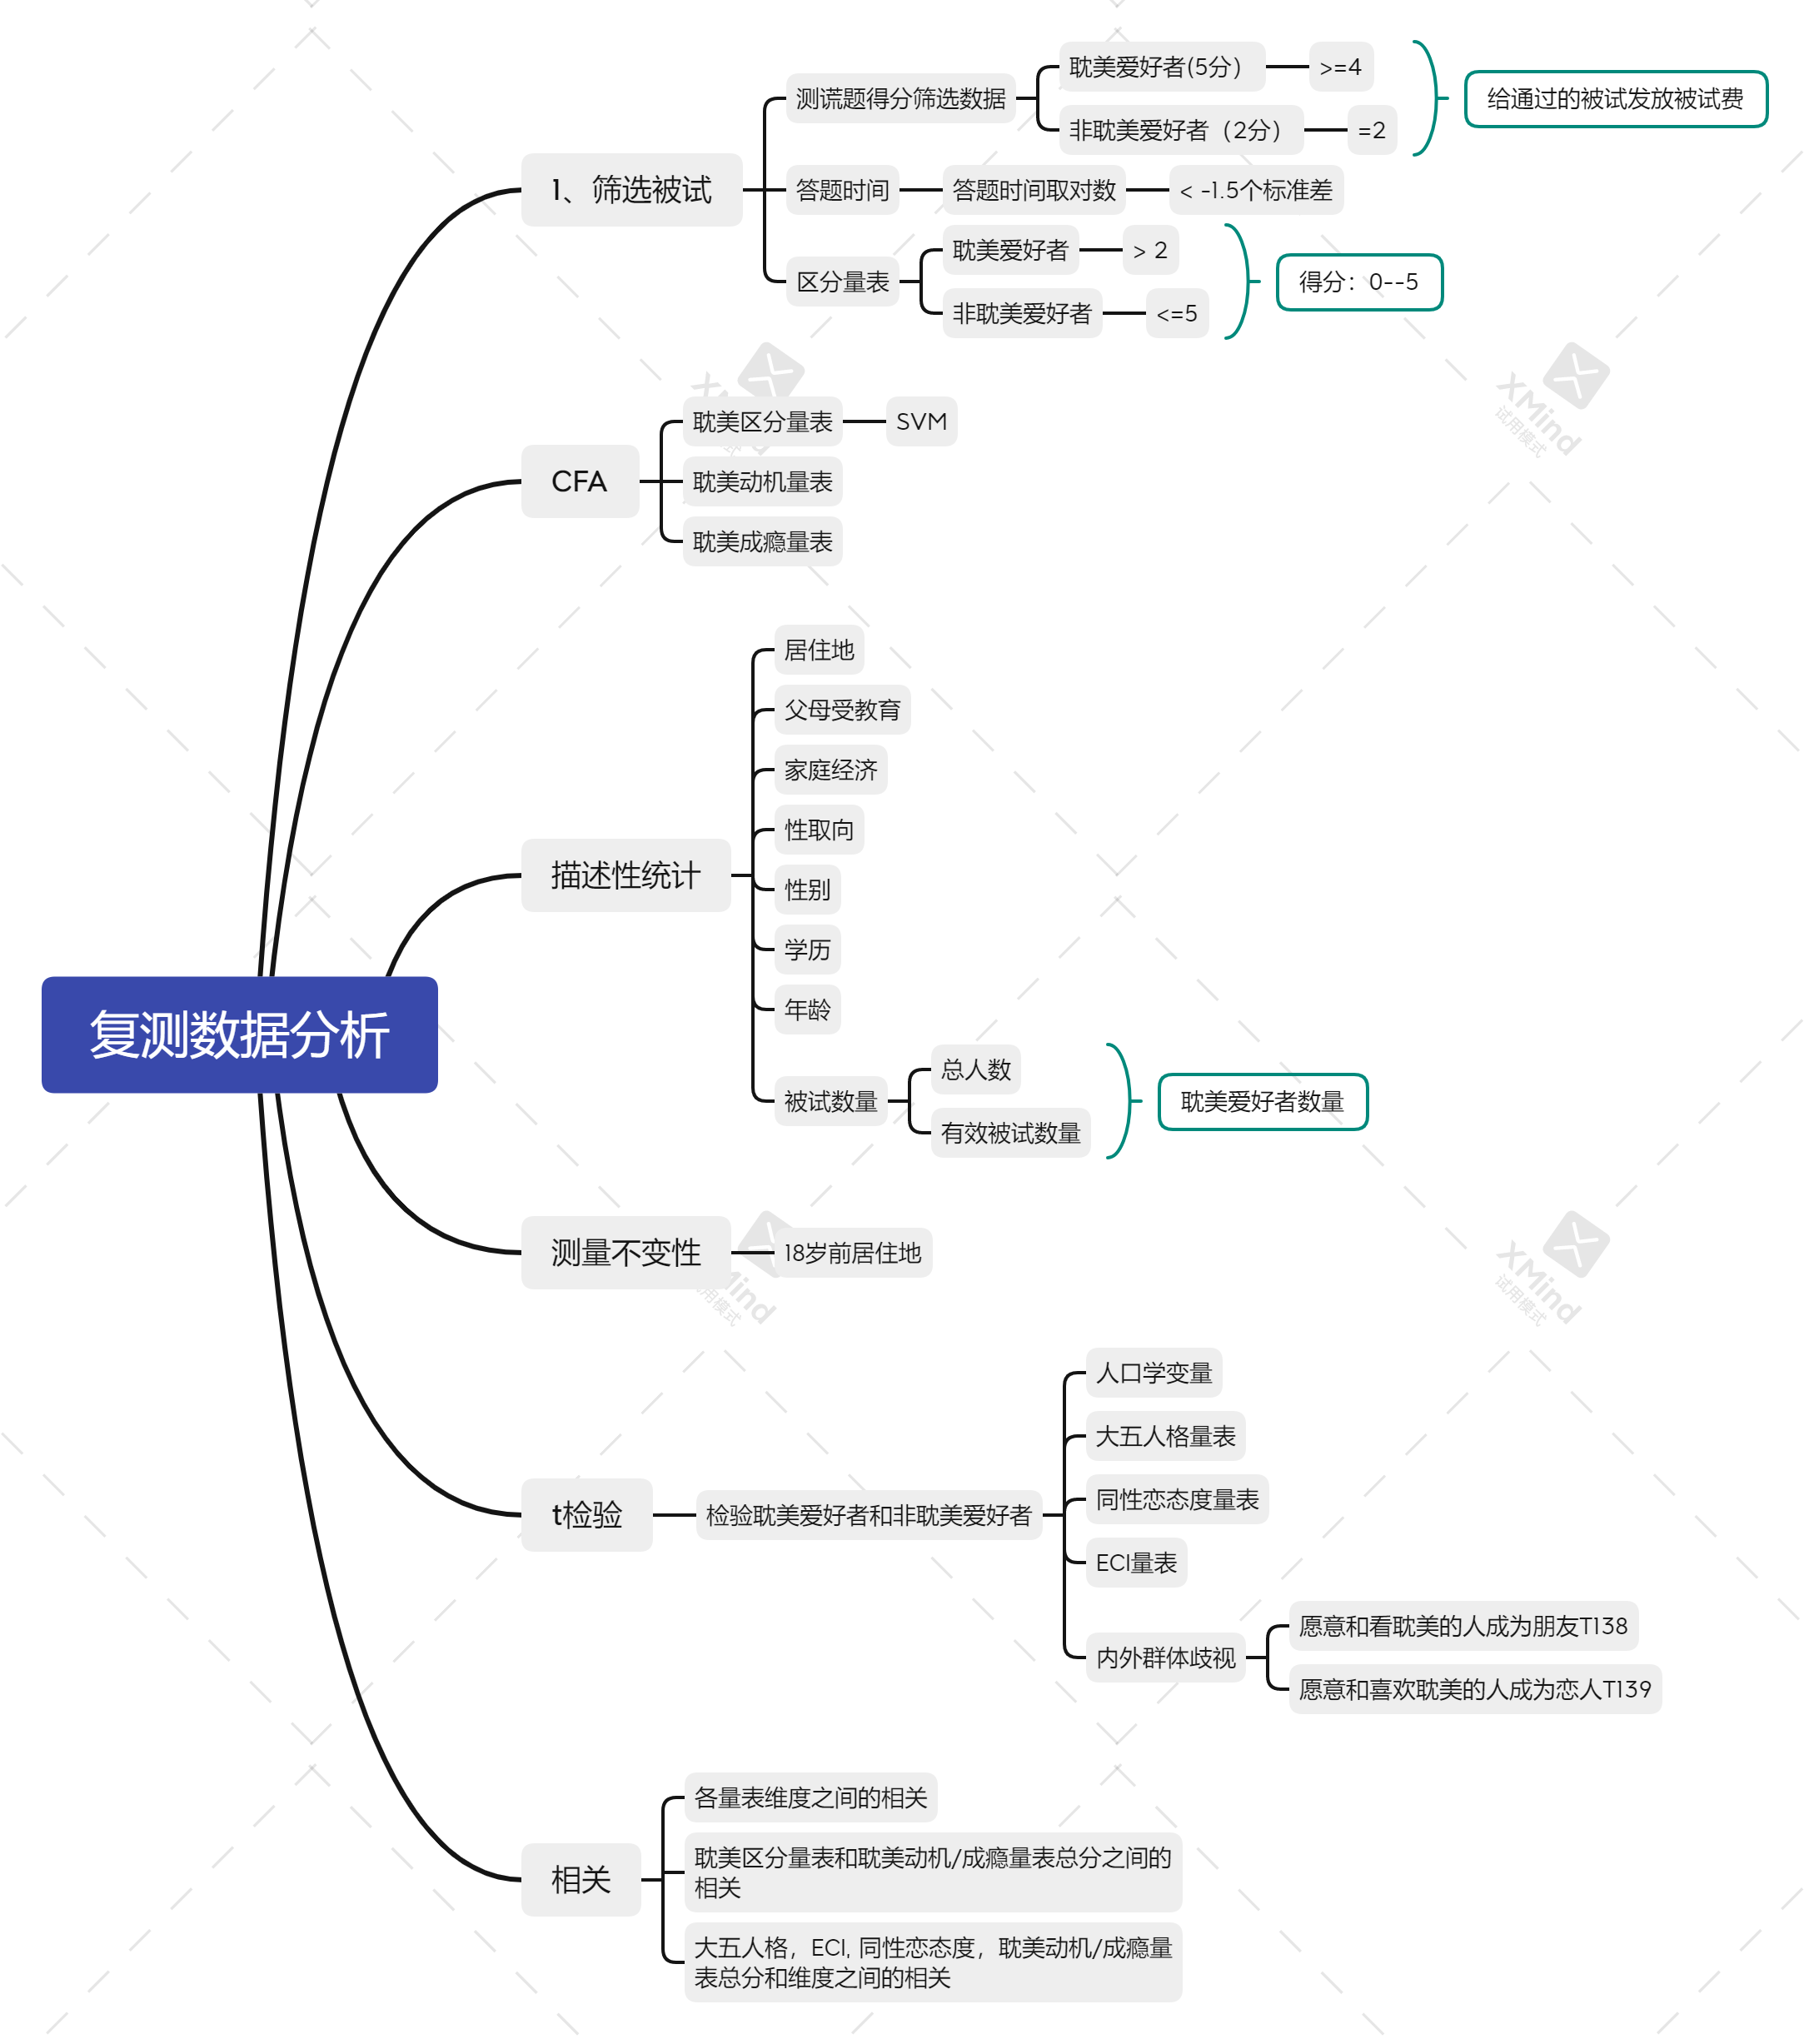 耽美爱好者(5分）
>=4
测谎题得分筛选数据
给通过的被试发放被试费
非耽美爱好者（2分）
=2
1、筛选被试
答题时间
答题时间取对数
< -1.5个标准差
耽美爱好者
> 2
区分量表
得分：0--5
非耽美爱好者
<=5
XMind
试用模式
耽美区分量表
SVM
CFA
耽美动机量表
耽美成瘾量表
居住地
父母受教育
家庭经济
性取向
描述性统计
性别
学历
年龄
复测数据分析
总人数
被试数量
耽美爱好者数量
有效被试数量
测量不变性
18岁前居住地
XMind
试用模式
人口学变量
大五人格量表
同性恋态度量表
t检验
检验耽美爱好者和非耽美爱好者
ECI量表
愿意和看耽美的人成为朋友T138
内外群体歧视
愿意和喜欢耽美的人成为恋人T139
各量表维度之间的相关
耽美区分量表和耽美动机/成瘾量表总分之间的
相关
相关
大五人格，ECI, 同性恋态度，耽美动机/成瘾量
表总分和维度之间的相关